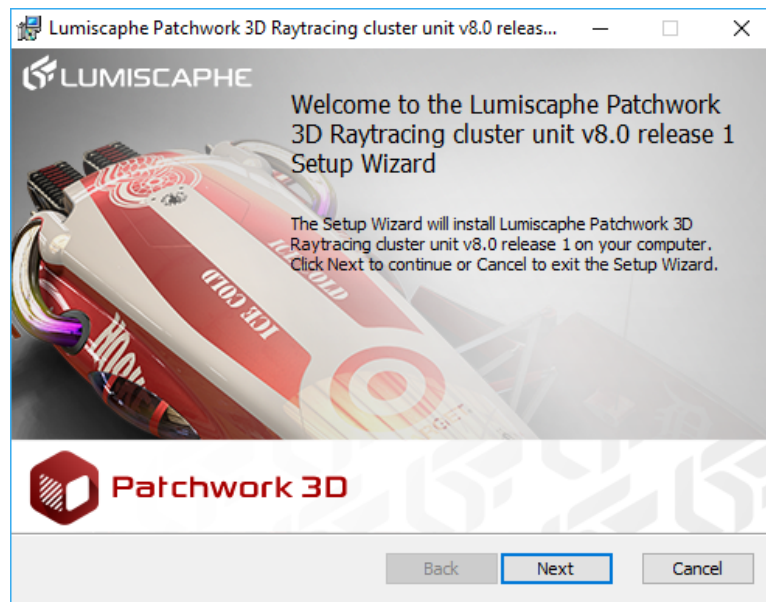 Lumiscaphe Patchwork 3D Raytracing cluster unit v8.0 releas...
LUMISCAPHE
Welcome to the Lumiscaphe Patchwork
3D Raytracing cluster unit v8.0 release 1
Setup Wizard
The Setup Wizard will install Lumiscaphe Patchwork 3D
Raytracing cluster unit v8.0 release 1 on your computer.
Click Next to continue or Cancel to exit the Setup Wizard.
ICE COLD
Patchwork 3D
Back
Next
Cancel